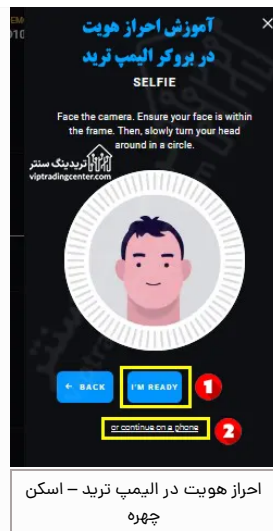 آموزش احراز هویت
در بروکر الیمپ ترید
SELFIE
Face the camera. Ensure your face is within
the frame. Then, slowly turn your head
around in a circle.
تریدینگ سنتر
viptradingcenter.com
← BACK
I'M READY
1
or continue on a phone
2
احراز هویت در الیمپ ترید – اسکن
چهره